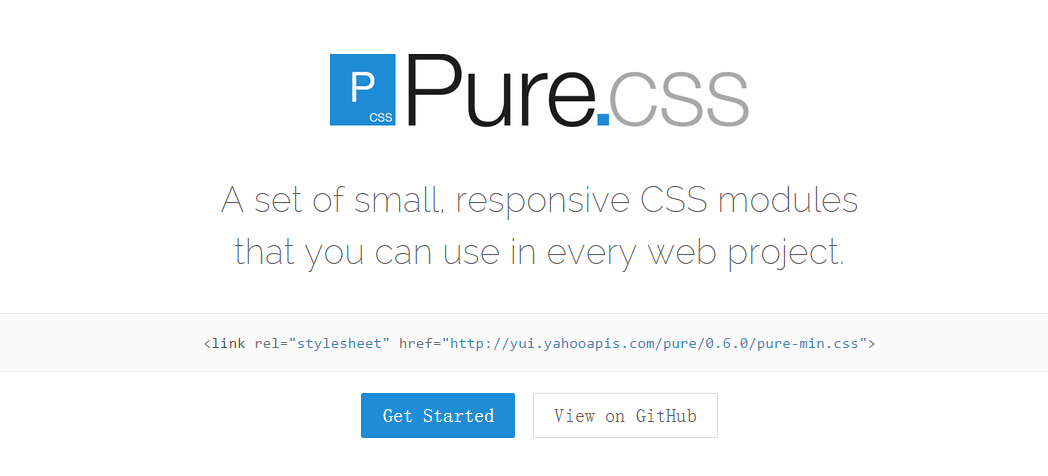 P
CSS
Pure.css
A set of small, responsive CSS modules
that you can use in every web project.
<link rel="stylesheet" href="http://yui.yahooapis.com/pure/0.6.0/pure-min.css">
Get Started
View on GitHub